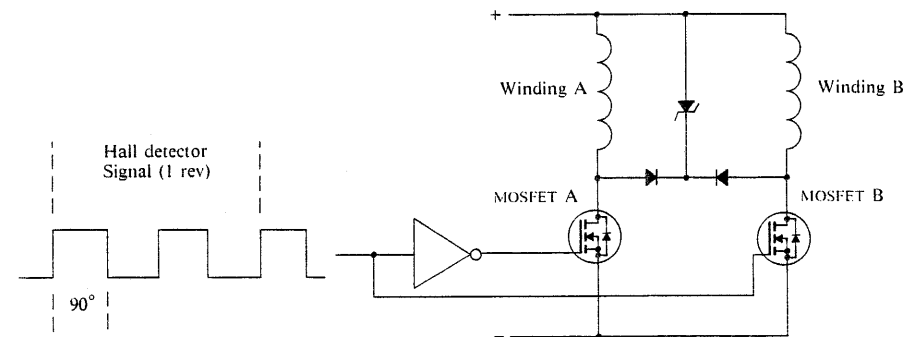 +
Winding A
Winding B
Hall detector
Signal (1 rev)
MOSFET A
MOSFET B
90°
−